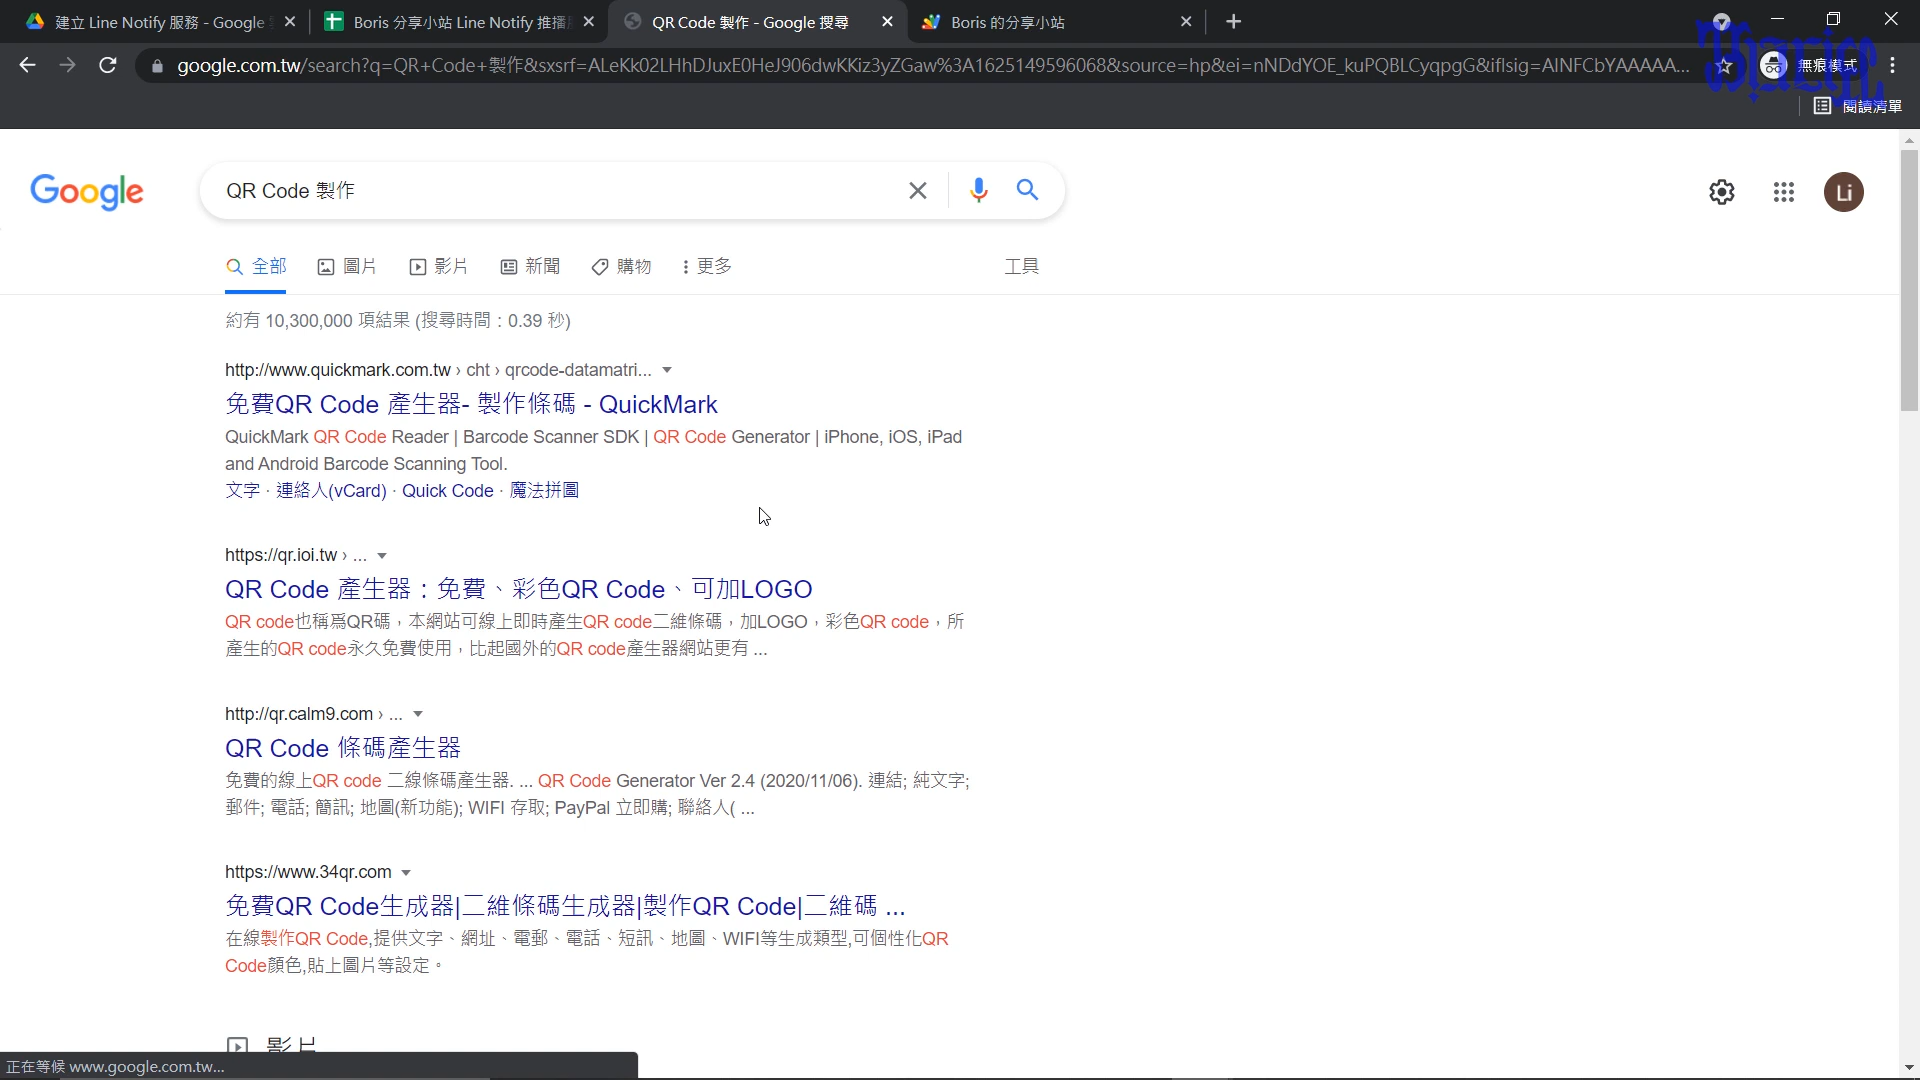 建立 Line Notify 服務 - Google
Boris 分享小站 Line Notify 推播
QR Code 製作 - Google 搜尋
Boris 的分享小站
google.com.tw/search?q=QR+Code+製作&sxsrf=ALeKk02LHhDJuxE0HeJ906dwKKiz3yZGaw%3A1625149596068&source=hp&ei=nNDdYOE_kuPQBLCyqpgG&iflsig=AINFCbYAAAAA...
無痕模式
閱讀清單
Google
QR Code 製作
Li
全部 圖片 影片 新聞 購物 更多 工具
約有 10,300,000 項結果 (搜尋時間:0.39 秒)
http://www.quickmark.com.tw › cht › qrcode-datamatri...
免費QR Code 產生器- 製作條碼 - QuickMark
QuickMark QR Code Reader | Barcode Scanner SDK | QR Code Generator | iPhone, iOS, iPad
and Android Barcode Scanning Tool.
文字 · 連絡人(vCard) · Quick Code · 魔法拼圖
https://qr.ioi.tw › ...
QR Code 產生器:免費、彩色QR Code、可加LOGO
QR code也稱為QR碼,本網站可線上即時產生QR code二維條碼,加LOGO,彩色QR code,所
產生的QR code永久免費使用,比起國外的QR code產生器網站更有 ...
http://qr.calm9.com › ...
QR Code 條碼產生器
免費的線上QR code 二線條碼產生器. ... QR Code Generator Ver 2.4 (2020/11/06). 連結; 純文字;
郵件; 電話; 簡訊; 地圖(新功能); WIFI 存取; PayPal 立即購; 聯絡人( ...
https://www.34qr.com
免費QR Code生成器|二維條碼生成器|製作QR Code|二維碼 ...
在線製作QR Code,提供文字、網址、電郵、電話、短訊、地圖、WIFI等生成類型,可個性化QR
Code顏色,貼上圖片等設定。
影片
正在等候 www.google.com.tw...